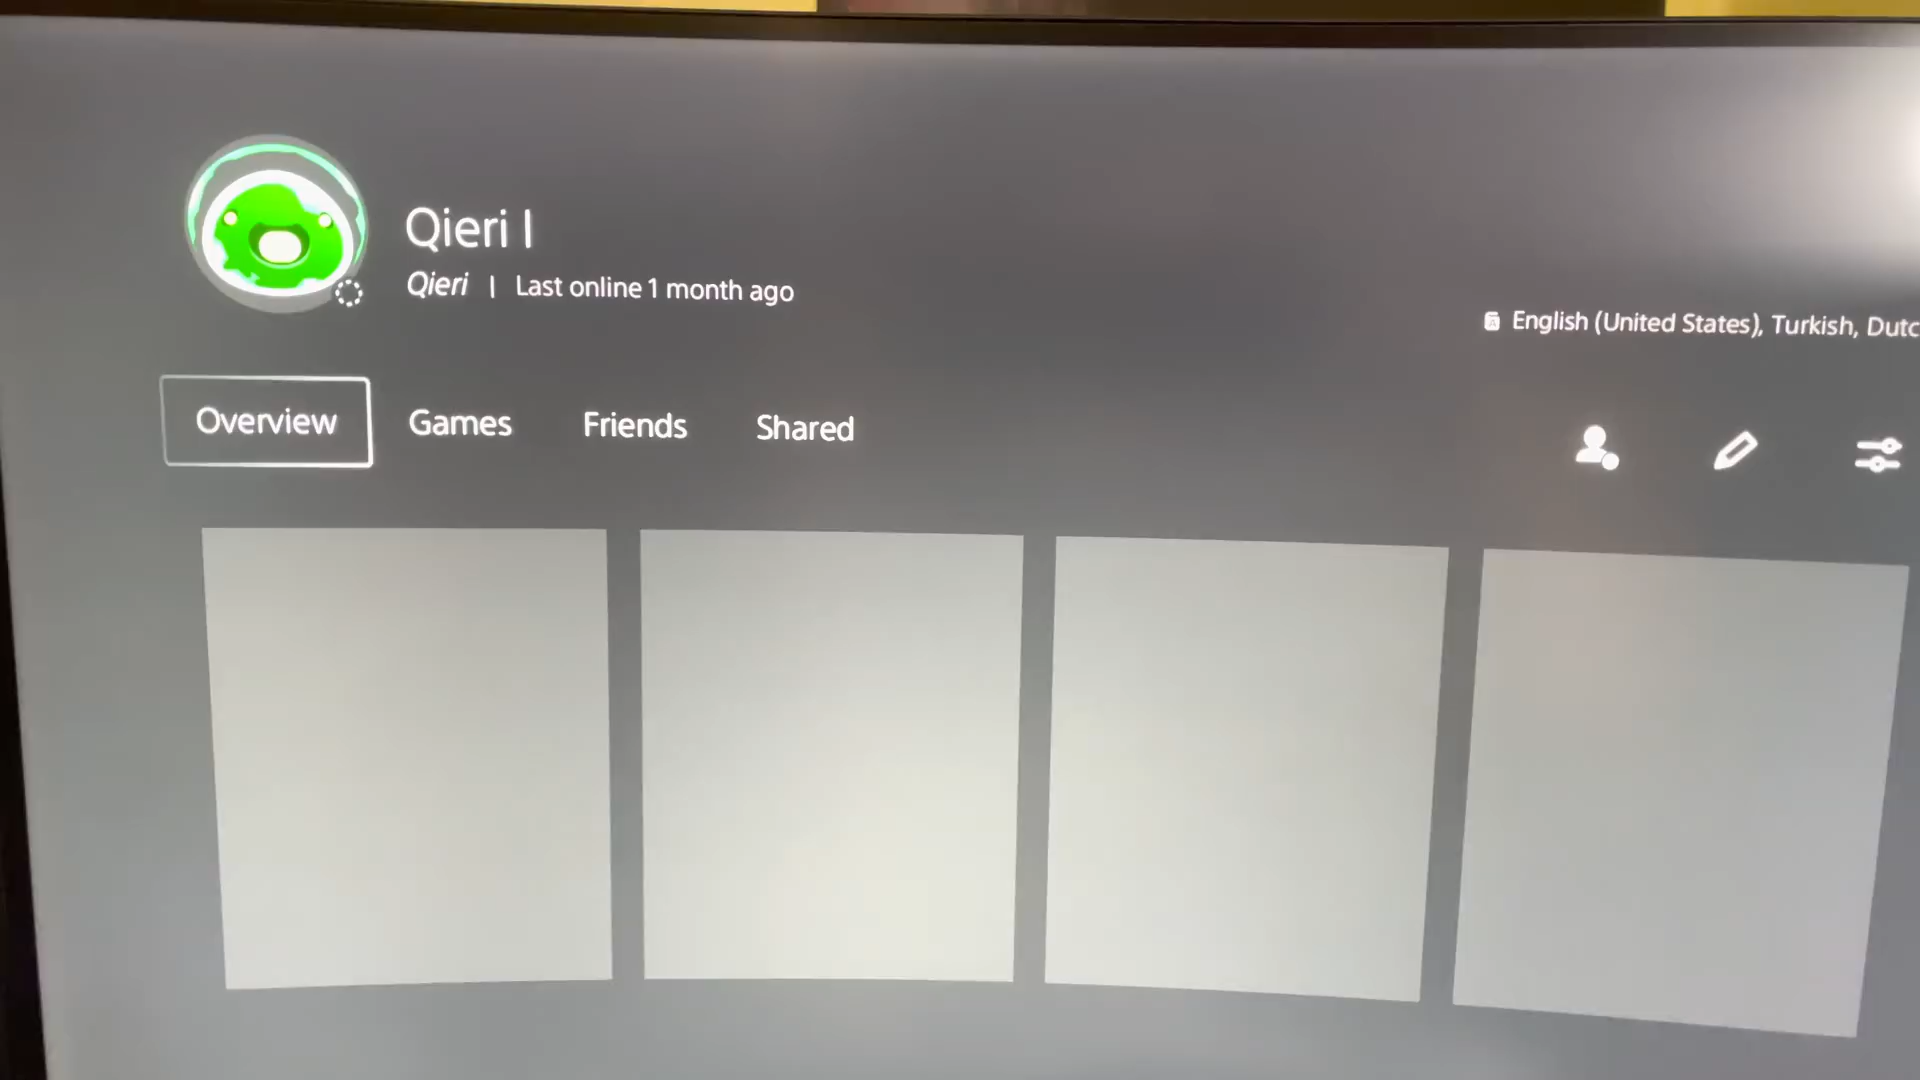 Qieri I
Qieri | Last online 1 month ago
English (United States), Turkish,
Overview Games Friends Shared